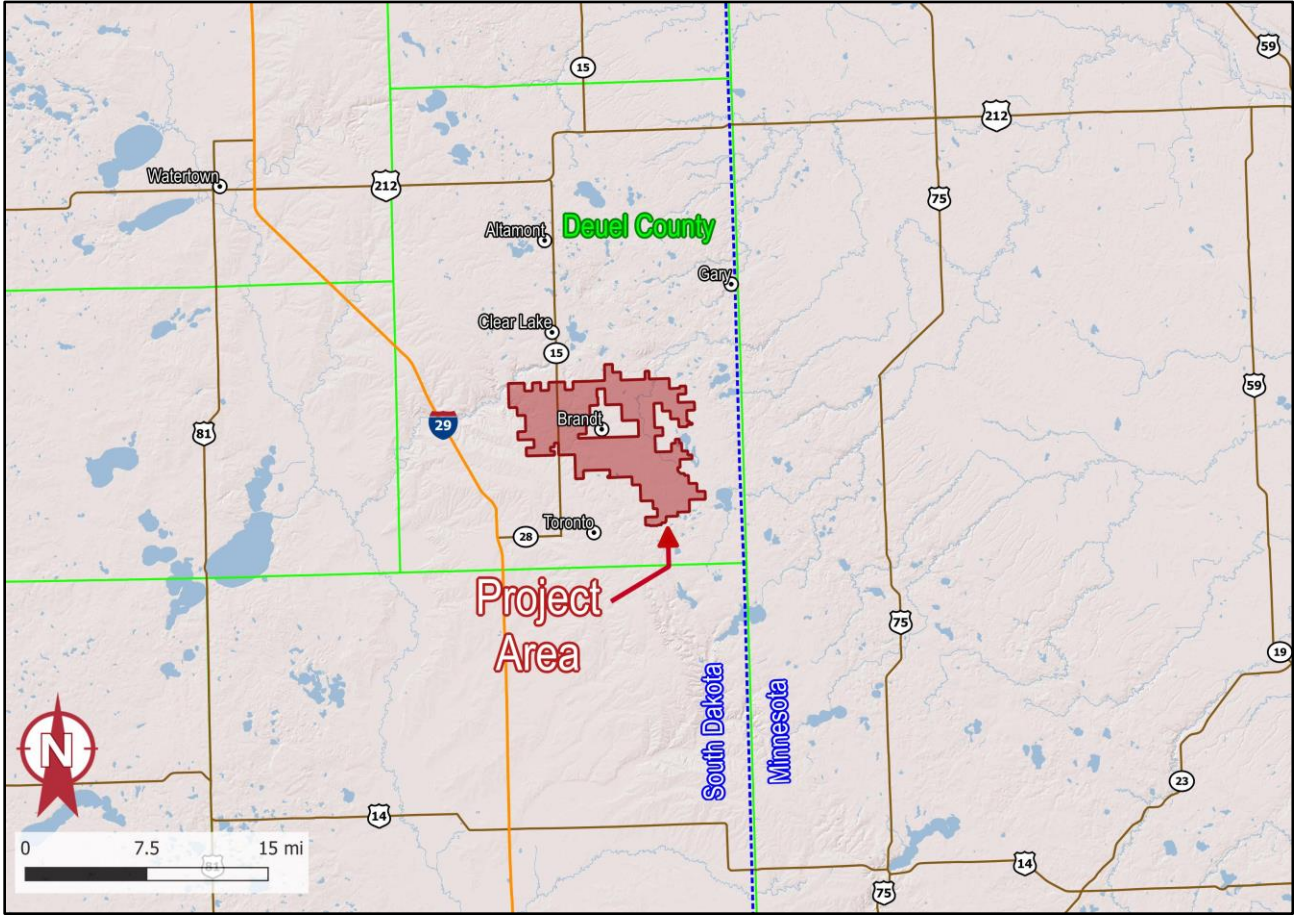 59
15
212
Watertown
212
75
Altamont
Deuel County
Gary
Clear Lake
15
59
29
81
Brandt
Toronto
28
Project
Area
75
19
South Dakota
Minnesota
N
23
14
0 7.5 15 mi
81
14
75